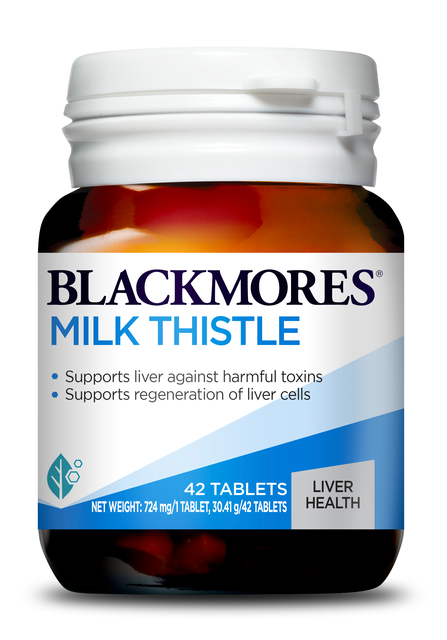 BLACKMORES®
MILK THISTLE
• Supports liver against harmful toxins
• Supports regeneration of liver cells
42 TABLETS
NET WEIGHT: 724 mg/1 TABLET, 30.41 g/42 TABLETS
LIVER
HEALTH